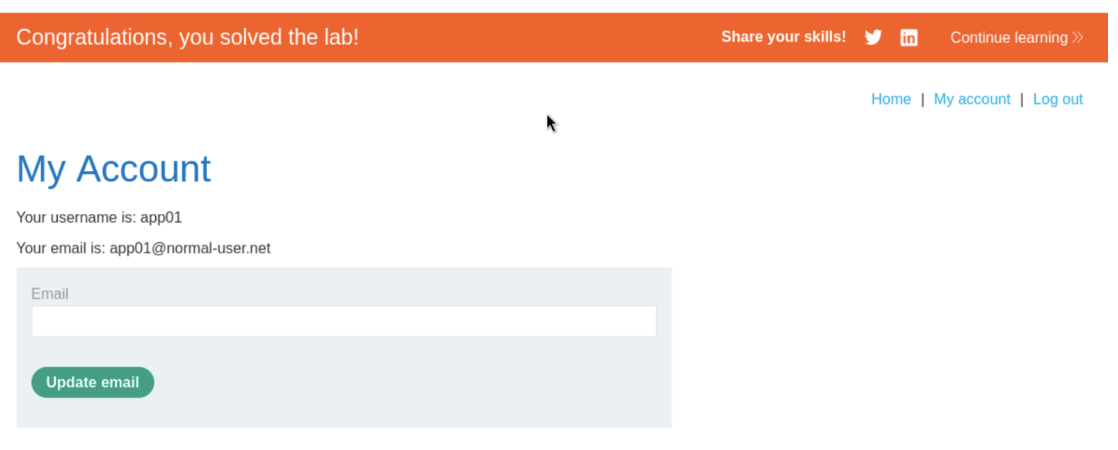 Congratulations, you solved the lab! Share your skills! Continue learning
Home | My account | Log out
My Account
Your username is: app01
Your email is: app01@normal-user.net
Email
Update email